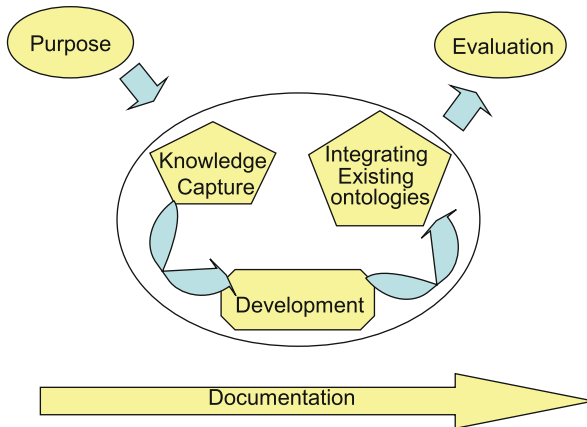 Purpose
Evaluation
Knowledge
Capture
Integrating
Existing
ontologies
Development
Documentation